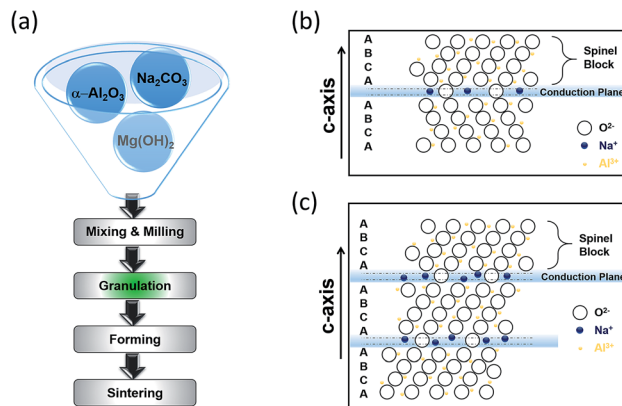 (a)
α–Al₂O₃
Na₂CO₃
Mg(OH)₂
Mixing & Milling
Granulation
Forming
Sintering
(b)
c-axis
A
B
C
A
A
B
C
A
Spinel
Block
Conduction Plane
O²⁻
Na⁺
Al³⁺
(c)
c-axis
A
B
C
A
A
B
C
A
A
B
C
A
Spinel
Block
Conduction Plane
O²⁻
Na⁺
Al³⁺